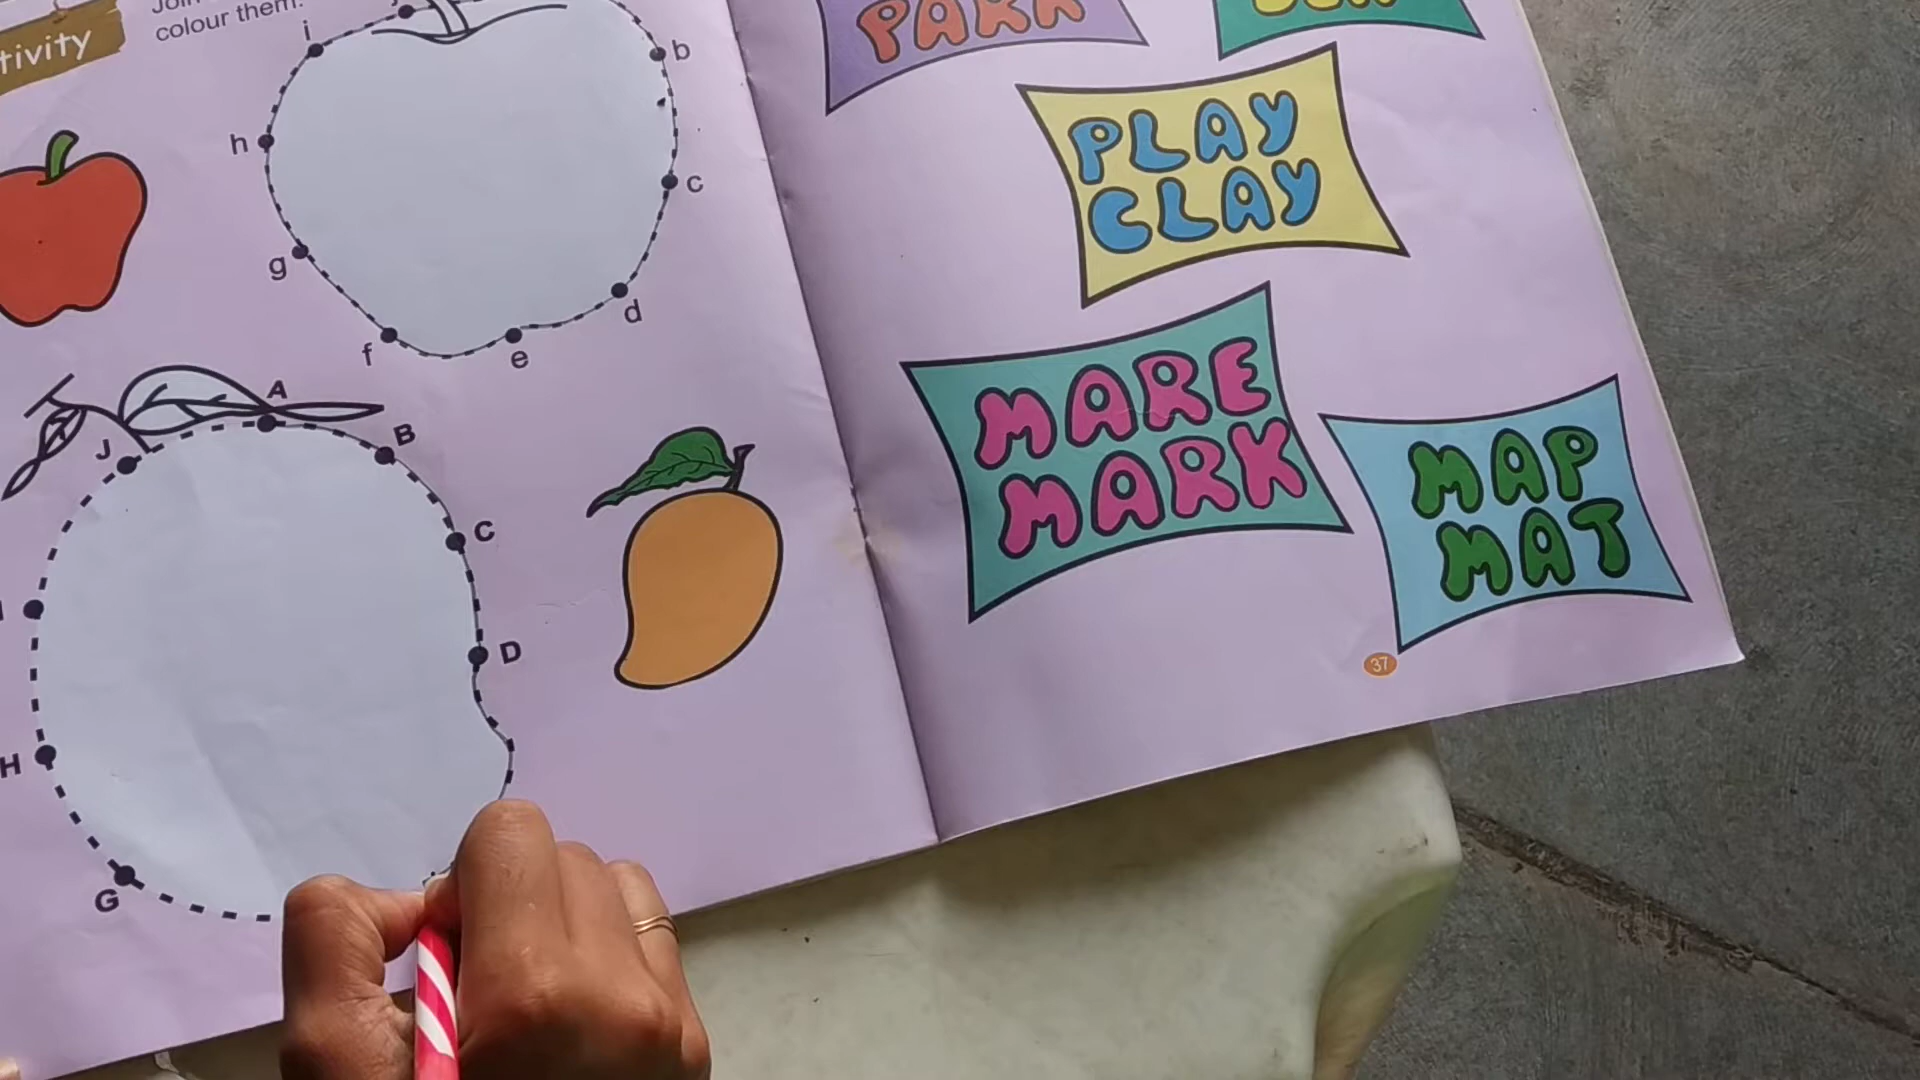 tivity
colour them.
i
b
h
c
g
d
f
e
A
J
B
C
D
H
G
PARK
PLAY
CLAY
MARE
MARK
MAP
MAT
37